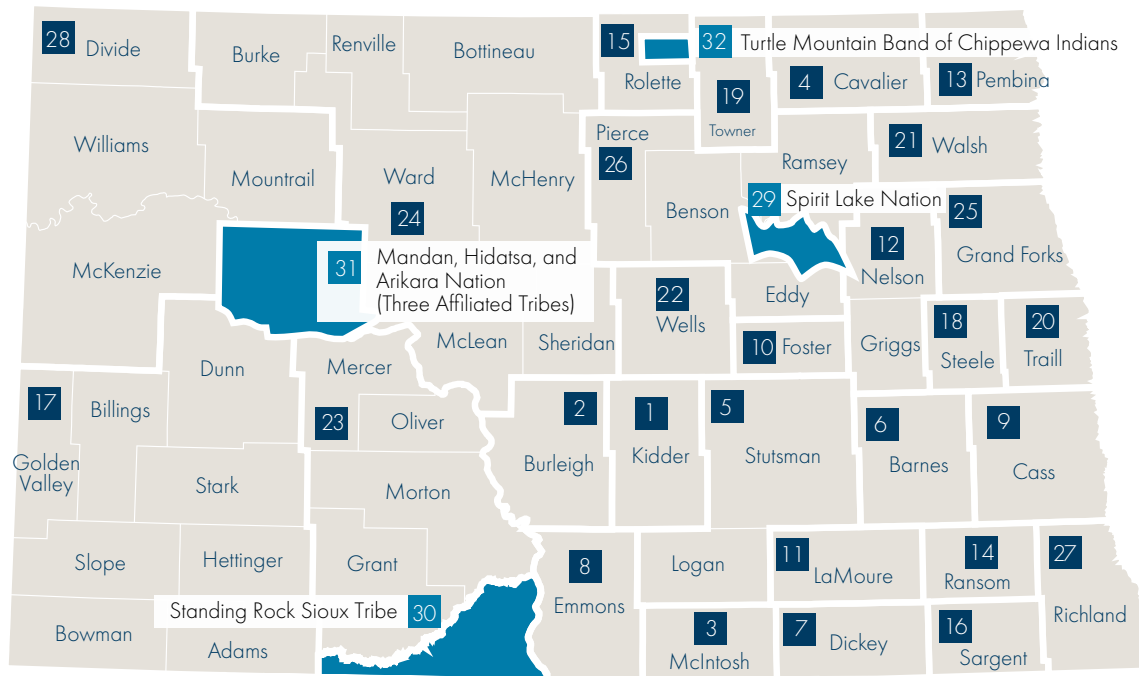 28 Divide
Burke
Renville
Bottineau
15
Rolette
32 Turtle Mountain Band of Chippewa Indians
19
Towner
4 Cavalier
13 Pembina
Williams
Mountrail
Ward
24
McHenry
Pierce
26
Benson
Ramsey
21 Walsh
29 Spirit Lake Nation
25
Grand Forks
12
Nelson
McKenzie
31 Mandan, Hidatsa, and
Arikara Nation
(Three Affiliated Tribes)
22
Wells
Eddy
McLean
Sheridan
10 Foster
Griggs
18
Steele
20
Traill
Dunn
Mercer
17
Golden
Valley
Billings
23
Oliver
2
Burleigh
1
Kidder
5
Stutsman
6
Barnes
9
Cass
Stark
Morton
Slope
Hettinger
Grant
8
Emmons
Logan
11
LaMoure
14
Ransom
27
Richland
Standing Rock Sioux Tribe 30
Bowman
Adams
3
McIntosh
7
Dickey
16
Sargent